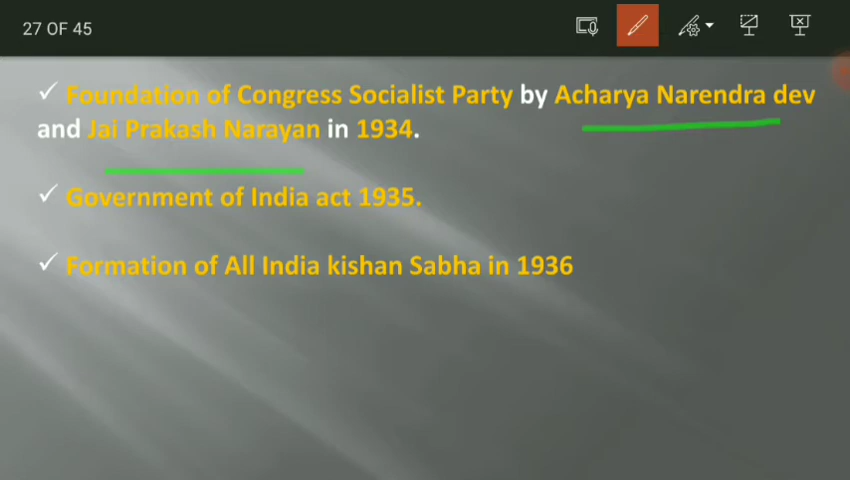 27 OF 45
✓ Foundation of Congress Socialist Party by Acharya Narendra dev
and Jai Prakash Narayan in 1934.
✓ Government of India act 1935.
✓ Formation of All India kishan Sabha in 1936